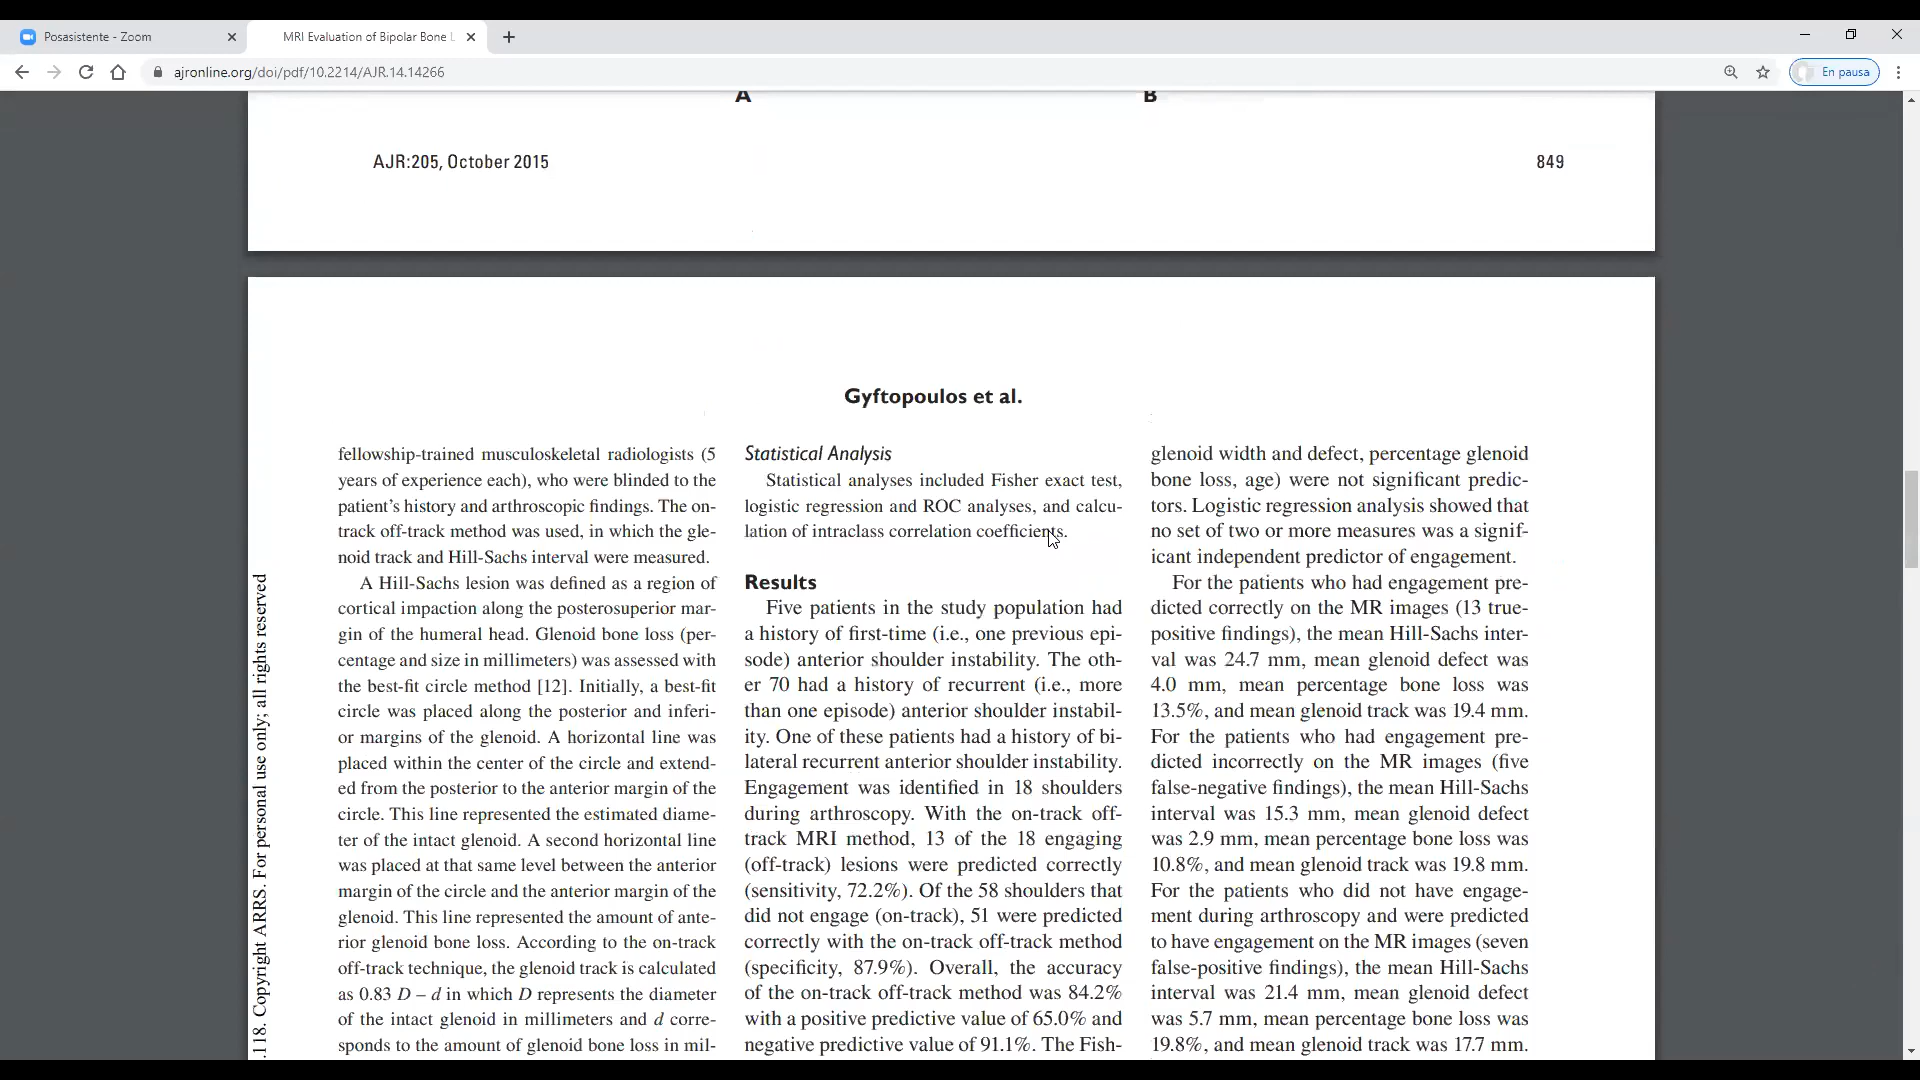 Posasistente - Zoom
MRI Evaluation of Bipolar Bone L
ajronline.org/doi/pdf/10.2214/AJR.14.14266
En pausa
A
B
AJR:205, October 2015
849
Gyftopoulos et al.
fellowship-trained musculoskeletal radiologists (5
years of experience each), who were blinded to the
patient's history and arthroscopic findings. The on-
track off-track method was used, in which the gle-
noid track and Hill-Sachs interval were measured.
A Hill-Sachs lesion was defined as a region of
cortical impaction along the posterosuperior mar-
gin of the humeral head. Glenoid bone loss (per-
centage and size in millimeters) was assessed with
the best-fit circle method [12]. Initially, a best-fit
circle was placed along the posterior and inferi-
or margins of the glenoid. A horizontal line was
placed within the center of the circle and extend-
ed from the posterior to the anterior margin of the
circle. This line represented the estimated diame-
ter of the intact glenoid. A second horizontal line
was placed at that same level between the anterior
margin of the circle and the anterior margin of the
glenoid. This line represented the amount of ante-
rior glenoid bone loss. According to the on-track
off-track technique, the glenoid track is calculated
as 0.83 D – d in which D represents the diameter
of the intact glenoid in millimeters and d corre-
sponds to the amount of glenoid bone loss in mil-
Statistical Analysis
Statistical analyses included Fisher exact test,
logistic regression and ROC analyses, and calcu-
lation of intraclass correlation coefficients.
Results
Five patients in the study population had
a history of first-time (i.e., one previous epi-
sode) anterior shoulder instability. The oth-
er 70 had a history of recurrent (i.e., more
than one episode) anterior shoulder instabil-
ity. One of these patients had a history of bi-
lateral recurrent anterior shoulder instability.
Engagement was identified in 18 shoulders
during arthroscopy. With the on-track off-
track MRI method, 13 of the 18 engaging
(off-track) lesions were predicted correctly
(sensitivity, 72.2%). Of the 58 shoulders that
did not engage (on-track), 51 were predicted
correctly with the on-track off-track method
(specificity, 87.9%). Overall, the accuracy
of the on-track off-track method was 84.2%
with a positive predictive value of 65.0% and
negative predictive value of 91.1%. The Fish-
glenoid width and defect, percentage glenoid
bone loss, age) were not significant predic-
tors. Logistic regression analysis showed that
no set of two or more measures was a signif-
icant independent predictor of engagement.
For the patients who had engagement pre-
dicted correctly on the MR images (13 true-
positive findings), the mean Hill-Sachs inter-
val was 24.7 mm, mean glenoid defect was
4.0 mm, mean percentage bone loss was
13.5%, and mean glenoid track was 19.4 mm.
For the patients who had engagement pre-
dicted incorrectly on the MR images (five
false-negative findings), the mean Hill-Sachs
interval was 15.3 mm, mean glenoid defect
was 2.9 mm, mean percentage bone loss was
10.8%, and mean glenoid track was 19.8 mm.
For the patients who did not have engage-
ment during arthroscopy and were predicted
to have engagement on the MR images (seven
false-positive findings), the mean Hill-Sachs
interval was 21.4 mm, mean glenoid defect
was 5.7 mm, mean percentage bone loss was
19.8%, and mean glenoid track was 17.7 mm.
.118. Copyright ARRS. For personal use only; all rights reserved